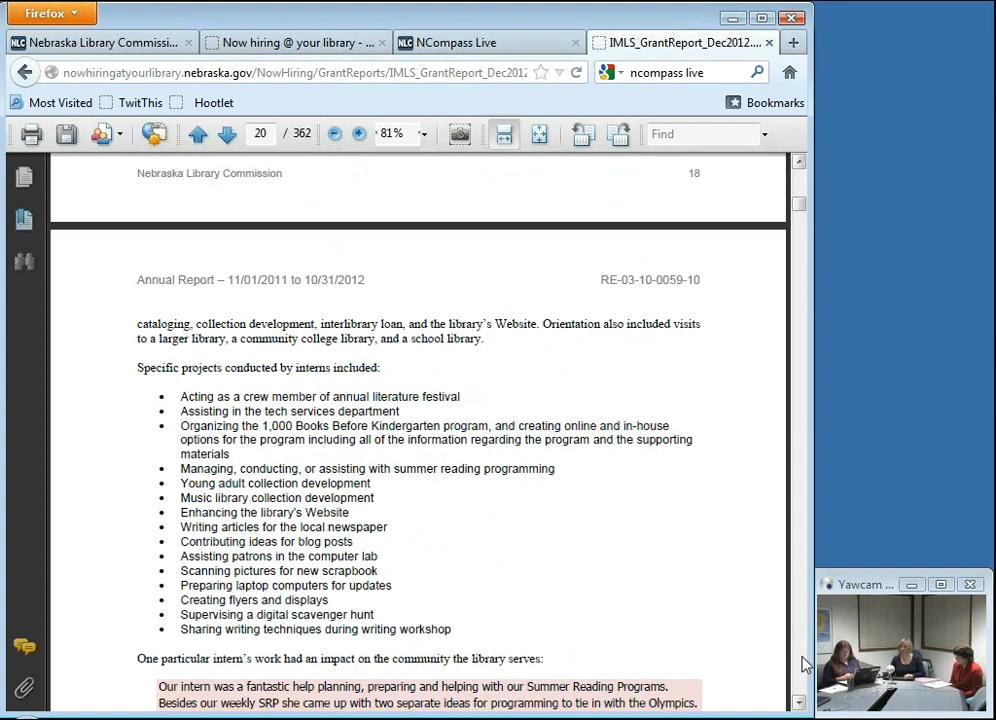 Firefox
Nebraska Library Commissi...
Now hiring @ your library - ...
NLC NCompass Live
IMLS_GrantReport_Dec2012....
nowhiringatyourlibrary.nebraska.gov/NowHiring/GrantReports/IMLS_GrantReport_Dec2012
ncompass live
Most Visited
TwitThis
Hootlet
Bookmarks
20 / 362
81%
Find
Nebraska Library Commission 18
Annual Report – 11/01/2011 to 10/31/2012 RE-03-10-0059-10
cataloging, collection development, interlibrary loan, and the library's Website. Orientation also included visits
to a larger library, a community college library, and a school library.
Specific projects conducted by interns included:
• Acting as a crew member of annual literature festival
• Assisting in the tech services department
• Organizing the 1,000 Books Before Kindergarten program, and creating online and in-house
options for the program including all of the information regarding the program and the supporting
materials
• Managing, conducting, or assisting with summer reading programming
• Young adult collection development
• Music library collection development
• Enhancing the library's Website
• Writing articles for the local newspaper
• Contributing ideas for blog posts
• Assisting patrons in the computer lab
• Scanning pictures for new scrapbook
• Preparing laptop computers for updates
• Creating flyers and displays
• Supervising a digital scavenger hunt
• Sharing writing techniques during writing workshop
One particular intern's work had an impact on the community the library serves:
Our intern was a fantastic help planning, preparing and helping with our Summer Reading Programs.
Besides our weekly SRP she came up with two separate ideas for programming to tie in with the Olympics.
Yawcam ...